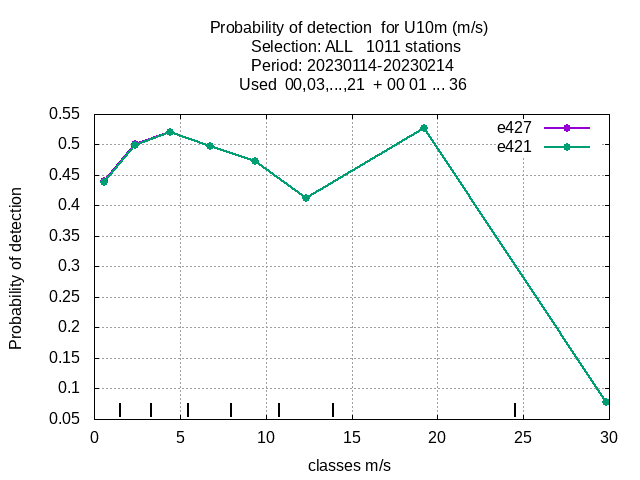 Probability of detection  for U10m (m/s)
Selection: ALL   1011 stations
Period: 20230114-20230214
Used  00,03,...,21  + 00 01 ... 36
e427
e421
0.55
0.5
0.45
0.4
0.35
0.3
0.25
0.2
0.15
0.1
0.05
Probability of detection
0 5 10 15 20 25 30
classes m/s